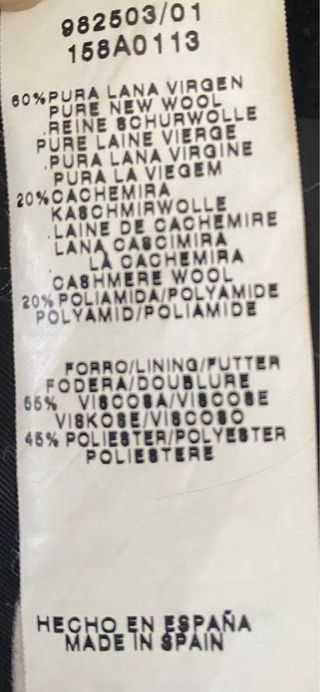 982503/01
158A0113
60%PURA LANA VIRGEN
PURE NEW WOOL
.REINE SCHURWOLLE
PURE LAINE VIERGE
.PURA LANA VIRGINE
PURA LA VIEGEM
20%CACHEMIRA
KASCHMIRWOLLE
.LAINE DE CACHEMIRE
LANA CASCIMIRA
. LA CACHEMIRA
CASHMERE WOOL
20%POLIAMIDA/POLYAMIDE
POLYAMID/POLIAMIDE
FORRO/LINING/FUTTER
FODERA/DOUBLURE
55% VISCOSA/VISCOSE
VISKOSE/VISCOSO
45% POLIESTER/POLYESTER
POLIESTERE
HECHO EN ESPAÑA
MADE IN SPAIN